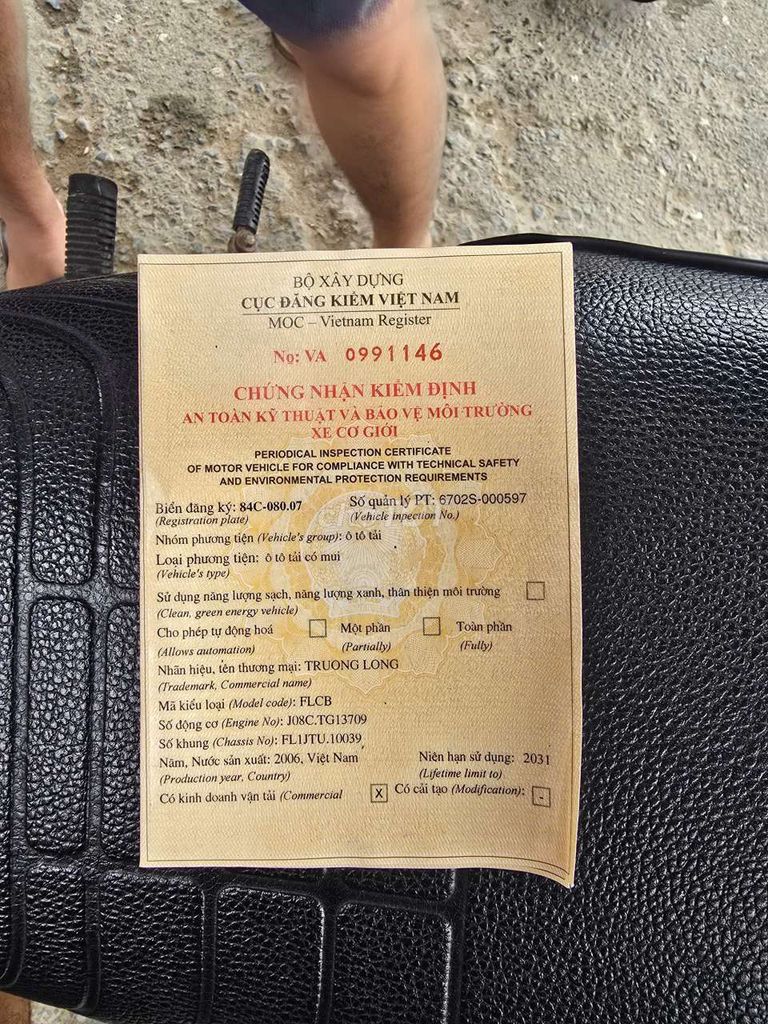 BỘ XÂY DỰNG
CỤC ĐĂNG KIỂM VIỆT NAM
MOC – Vietnam Register
No: VA 0991146
CHỨNG NHẬN KIỂM ĐỊNH
AN TOÀN KỸ THUẬT VÀ BẢO VỆ MÔI TRƯỜNG
XE CƠ GIỚI
PERIODICAL INSPECTION CERTIFICATE
OF MOTOR VEHICLE FOR COMPLIANCE WITH TECHNICAL SAFETY
AND ENVIRONMENTAL PROTECTION REQUIREMENTS
Biển đăng ký: 84C-080.07 Số quản lý PT: 6702S-000597
(Registration plate) (Vehicle inpection No.)
Nhóm phương tiện (Vehicle's group): ô tô tải
Loại phương tiện: ô tô tải có mui
(Vehicle's type)
Sử dụng năng lượng sạch, năng lượng xanh, thân thiện môi trường
(Clean, green energy vehicle)
Cho phép tự động hoá Một phần Toàn phần
(Allows automation) (Partially) (Fully)
Nhãn hiệu, tên thương mại: TRUONG LONG
(Trademark, Commercial name)
Mã kiểu loại (Model code): FLCB
Số động cơ (Engine No): J08C.TG13709
Số khung (Chassis No): FL1JTU.10039
Năm, Nước sản xuất: 2006, Việt Nam Niên hạn sử dụng: 2031
(Production year, Country) (Lifetime limit to)
Có kinh doanh vận tải (Commercial X Có cải tạo (Modification): -